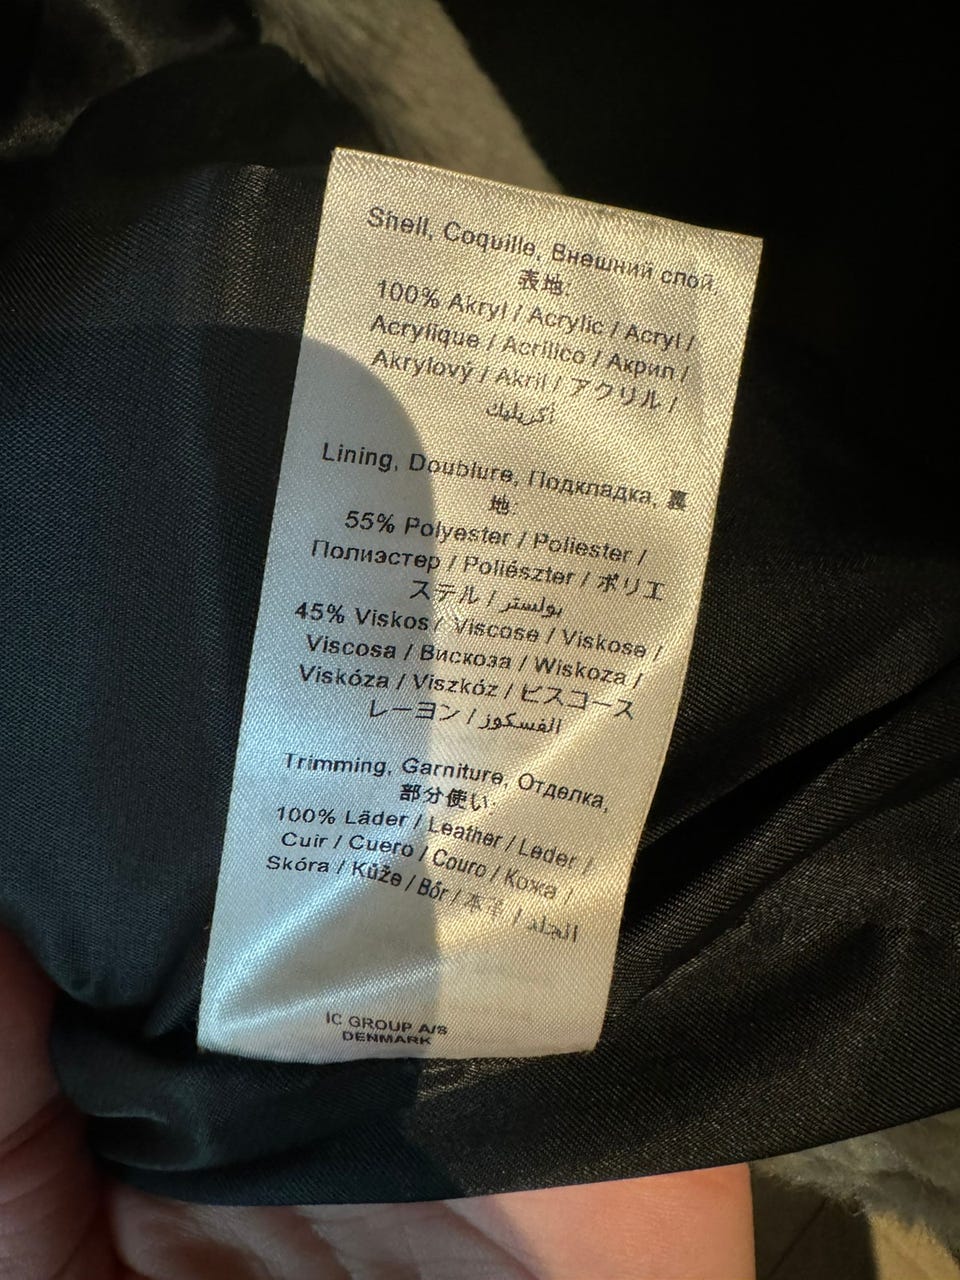 Shell, Coquille, Внешний слой,
表地.
100% Akryl / Acrylic / Acryl /
Acrylique / Acrilico / Акрил /
Akrylový / Akril / アクリル /
أكريليك
Lining, Doublure, Подкладка, 裏
地.
55% Polyester / Poliester /
Полиэстер / Poliészter / ポリエ
ステル / بولستر
45% Viskos / Viscose / Viskose /
Viscosa / Вискоза / Wiskoza /
Viskóza / Viszkóz / ビスコース
レーヨン / الفسكوز
Trimming, Garniture, Отделка,
部分使い.
100% Läder / Leather / Leder /
Cuir / Cuero / Couro / Кожа /
Skóra / Kůže / Bőr / 本革 / الجلد
IC GROUP A/S
DENMARK